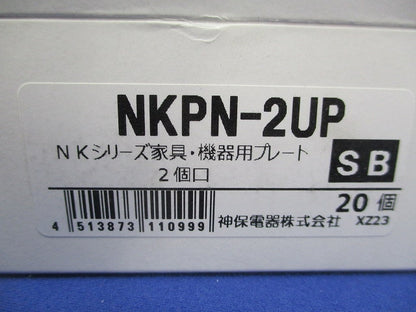 NKPN-2UP
NKシリーズ家具・機器用プレート
2個口
SB
20個
4 513873 110999
神保電器株式会社 XZ23